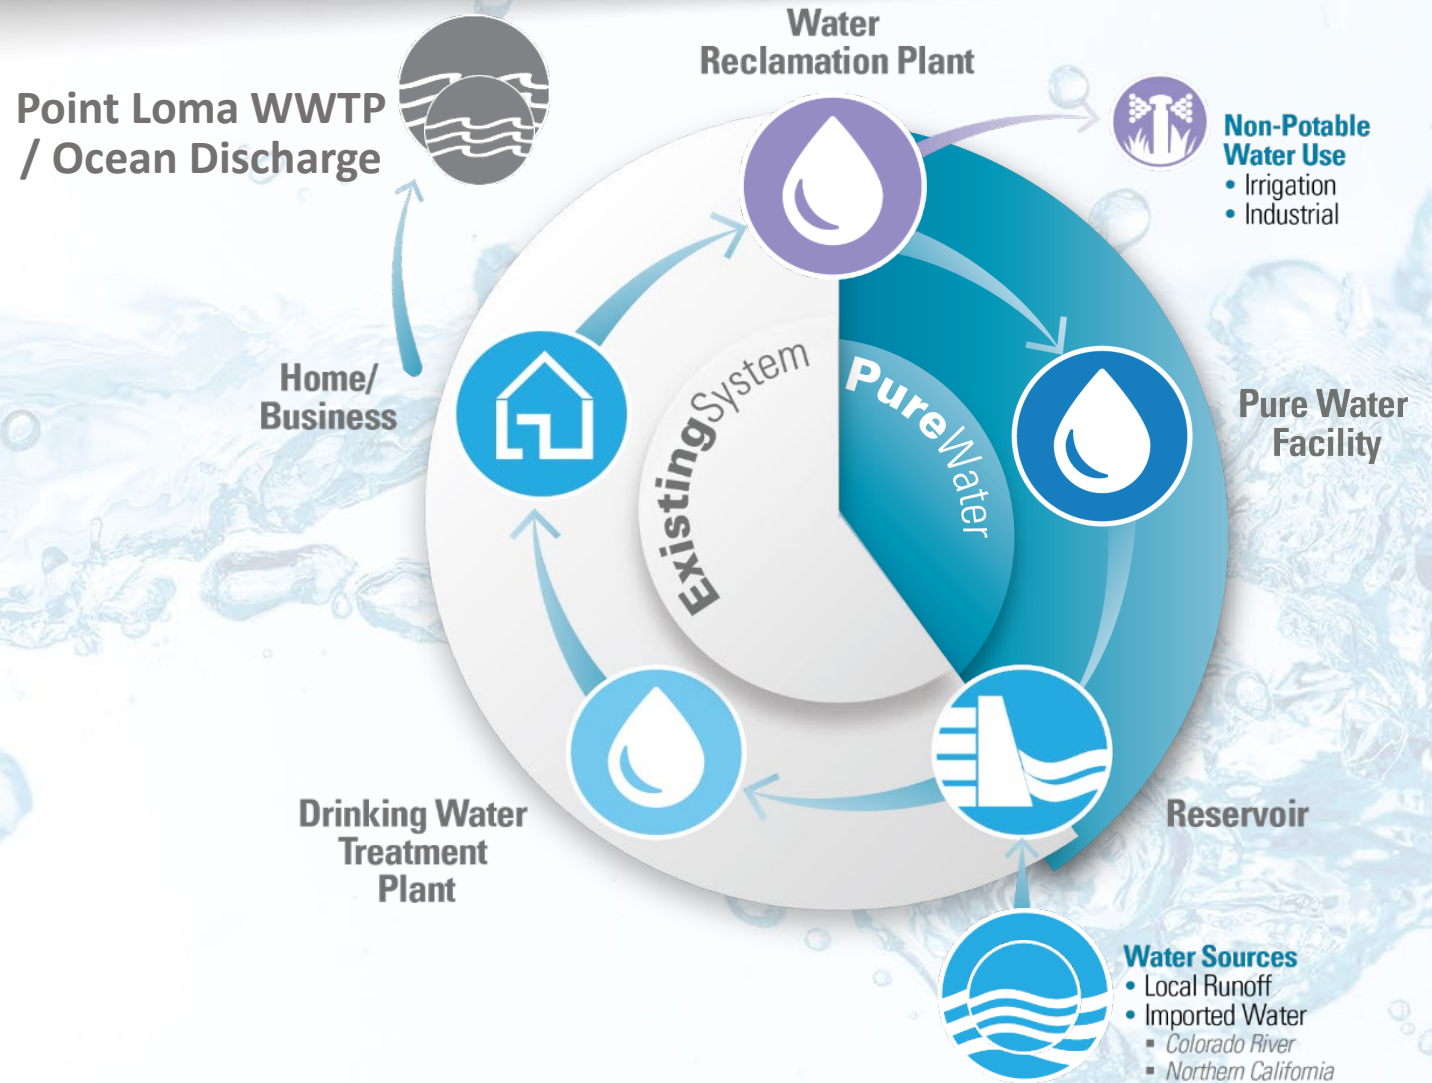 Water
Reclamation Plant
Point Loma WWTP
/ Ocean Discharge
Non-Potable
Water Use
• Irrigation
• Industrial
Home/
Business
ExistingSystem
PureWater
Pure Water
Facility
Drinking Water
Treatment
Plant
Reservoir
Water Sources
• Local Runoff
• Imported Water
▪ Colorado River
▪ Northern California